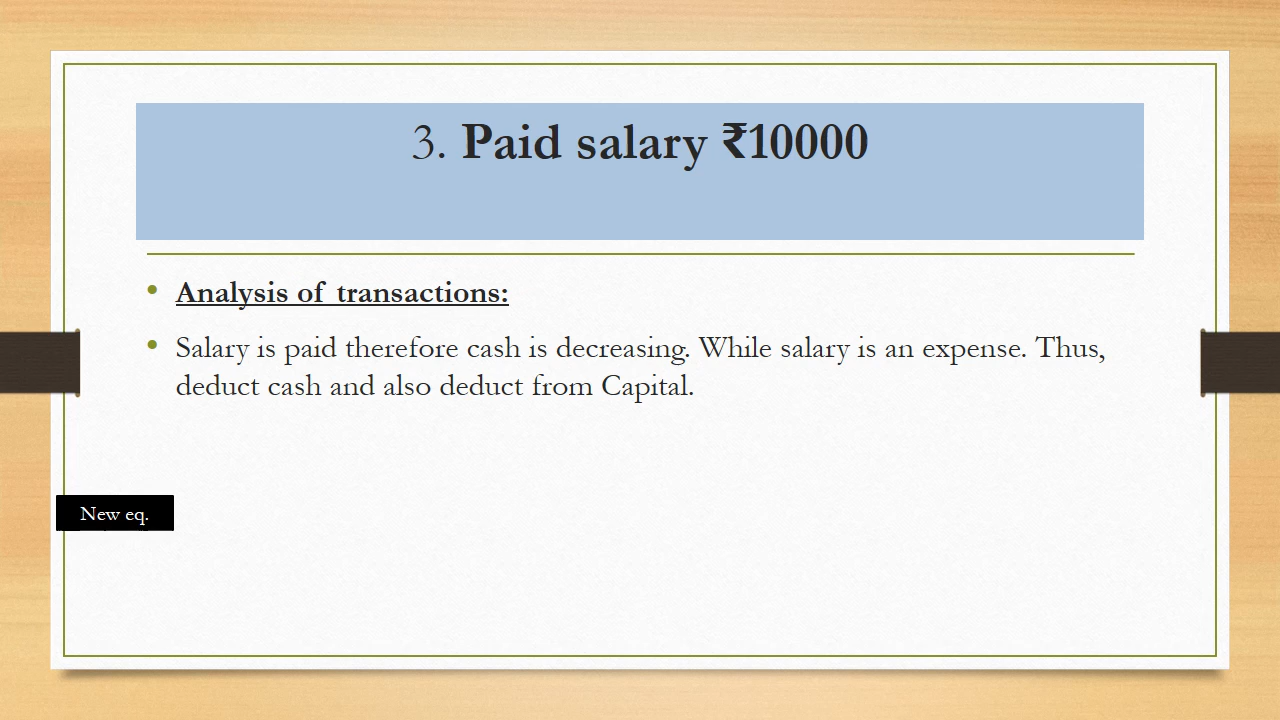 3. Paid salary ₹10000
Analysis of transactions:
Salary is paid therefore cash is decreasing. While salary is an expense. Thus,
deduct cash and also deduct from Capital.
New eq.